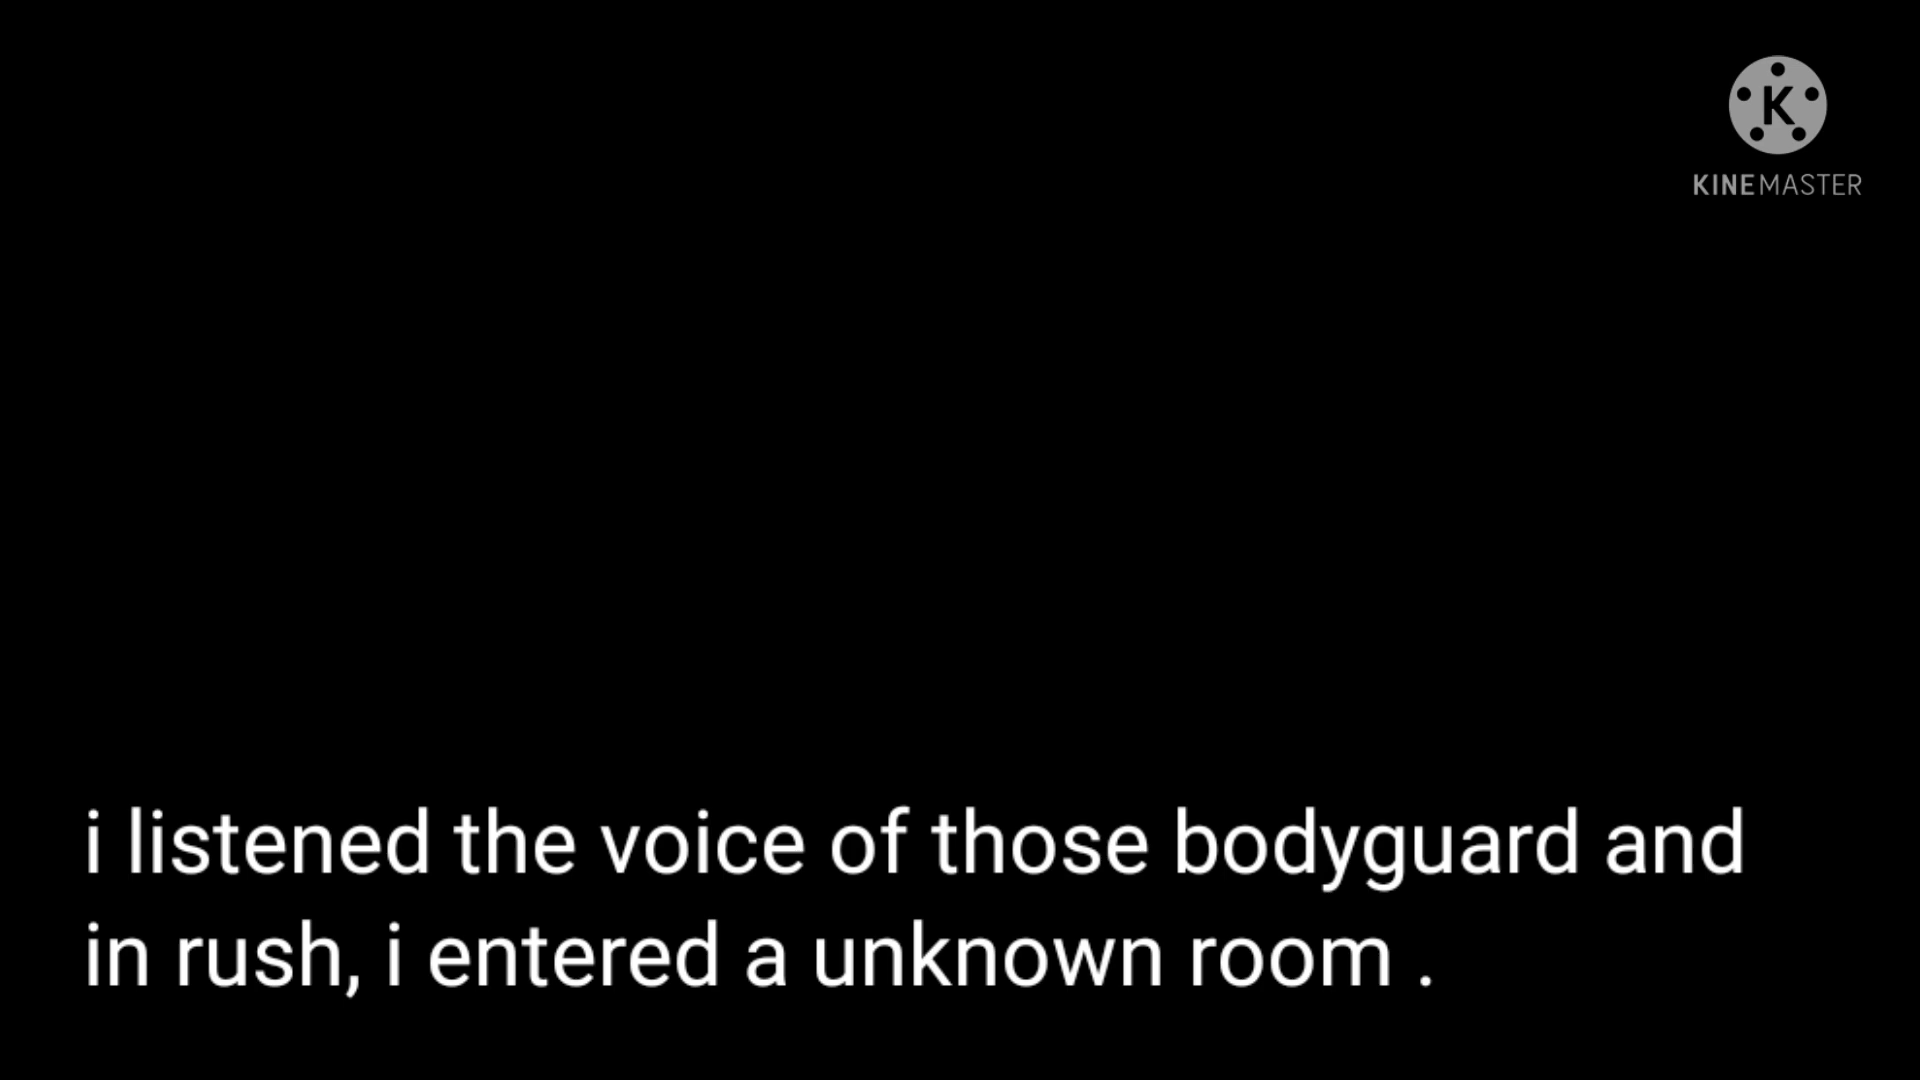 K
KINEMASTER
i listened the voice of those bodyguard and
in rush, i entered a unknown room .